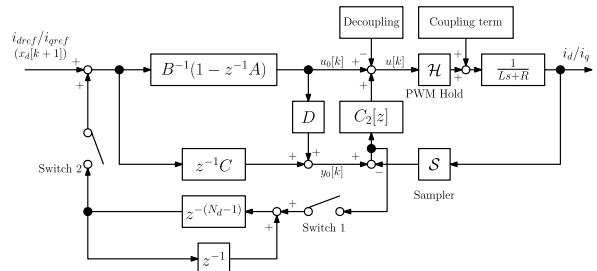 Decoupling
Coupling term
i_dref/i_qref
(x_d[k+1])
+
B^{-1}(1 − z^{-1}A)
u_0[k]
−
+
u[k]
H
+
+
1/(Ls+R)
i_d/i_q
+
+
PWM Hold
D
C_2[z]
Switch 2
z^{-1}C
+
+
y_0[k]
+
−
S
Sampler
z^{-(N_d−1)}
+
+
Switch 1
z^{-1}